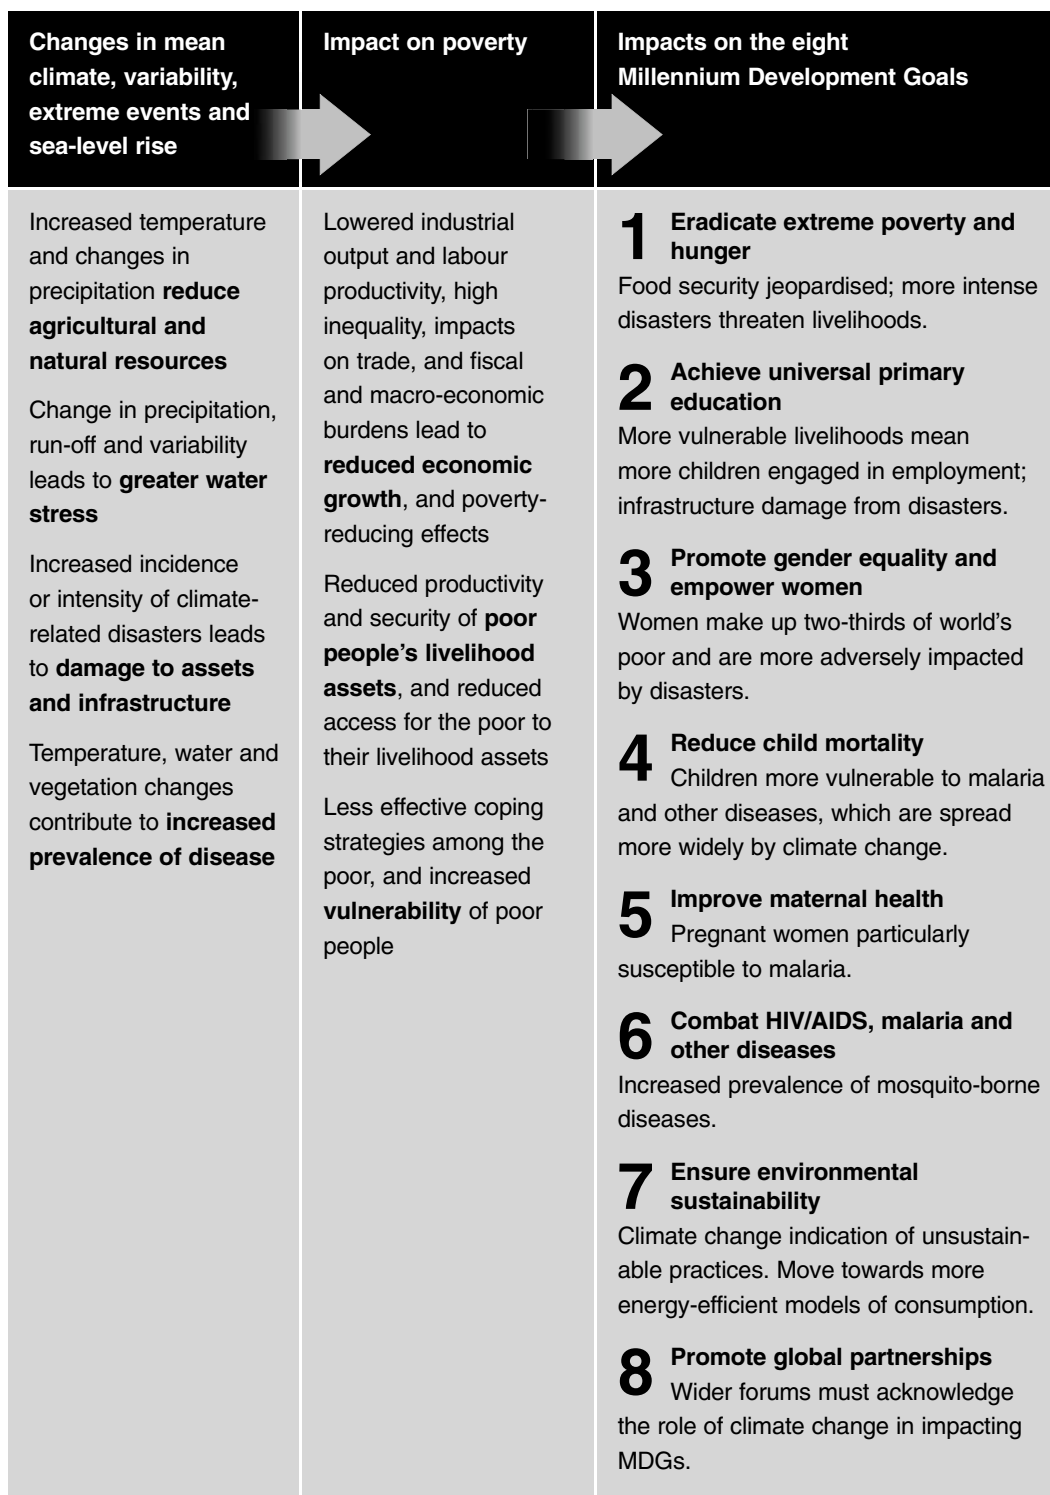 Changes in mean
climate, variability,
extreme events and
sea-level rise
Impact on poverty
Impacts on the eight
Millennium Development Goals
Increased temperature
and changes in
precipitation reduce
agricultural and
natural resources
Change in precipitation,
run-off and variability
leads to greater water
stress
Increased incidence
or intensity of climate-
related disasters leads
to damage to assets
and infrastructure
Temperature, water and
vegetation changes
contribute to increased
prevalence of disease
Lowered industrial
output and labour
productivity, high
inequality, impacts
on trade, and fiscal
and macro-economic
burdens lead to
reduced economic
growth, and poverty-
reducing effects
Reduced productivity
and security of poor
people's livelihood
assets, and reduced
access for the poor to
their livelihood assets
Less effective coping
strategies among the
poor, and increased
vulnerability of poor
people
1 Eradicate extreme poverty and
hunger
Food security jeopardised; more intense
disasters threaten livelihoods.
2 Achieve universal primary
education
More vulnerable livelihoods mean
more children engaged in employment;
infrastructure damage from disasters.
3 Promote gender equality and
empower women
Women make up two-thirds of world's
poor and are more adversely impacted
by disasters.
4 Reduce child mortality
Children more vulnerable to malaria
and other diseases, which are spread
more widely by climate change.
5 Improve maternal health
Pregnant women particularly
susceptible to malaria.
6 Combat HIV/AIDS, malaria and
other diseases
Increased prevalence of mosquito-borne
diseases.
7 Ensure environmental
sustainability
Climate change indication of unsustain-
able practices. Move towards more
energy-efficient models of consumption.
8 Promote global partnerships
Wider forums must acknowledge
the role of climate change in impacting
MDGs.